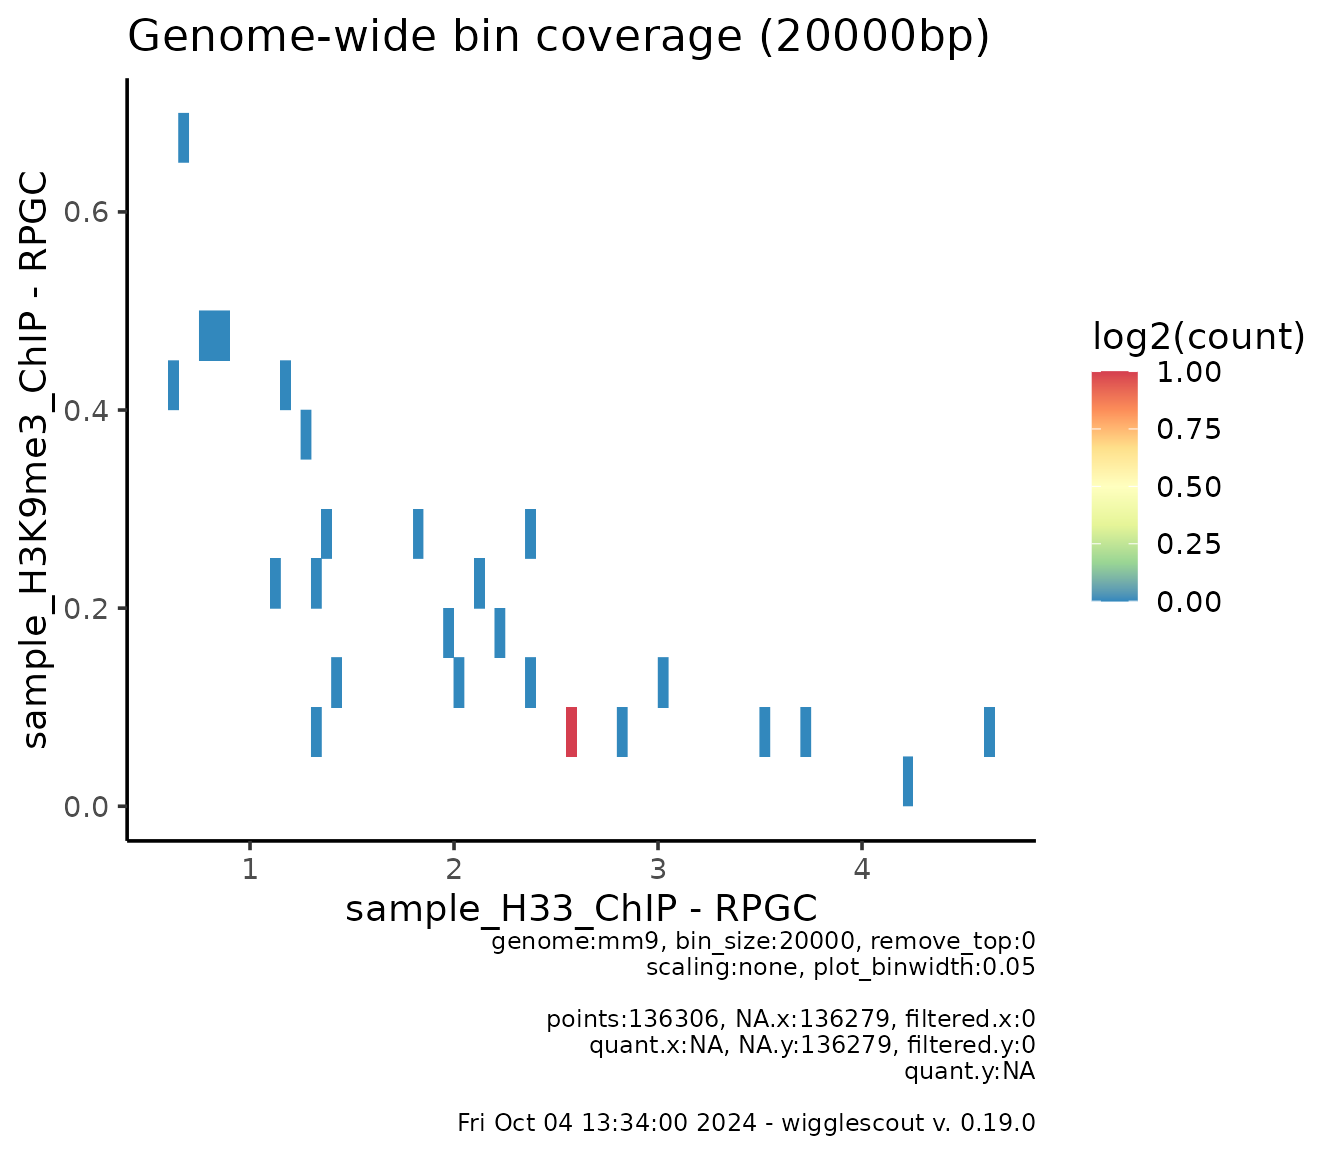 Genome-wide bin coverage (20000bp)
sample_H3K9me3_ChIP - RPGC
0.6
0.4
0.2
0.0
1 2 3 4
sample_H33_ChIP - RPGC
log2(count)
1.00
0.75
0.50
0.25
0.00
genome:mm9, bin_size:20000, remove_top:0
scaling:none, plot_binwidth:0.05
points:136306, NA.x:136279, filtered.x:0
quant.x:NA, NA.y:136279, filtered.y:0
quant.y:NA
Fri Oct 04 13:34:00 2024 - wigglescout v. 0.19.0